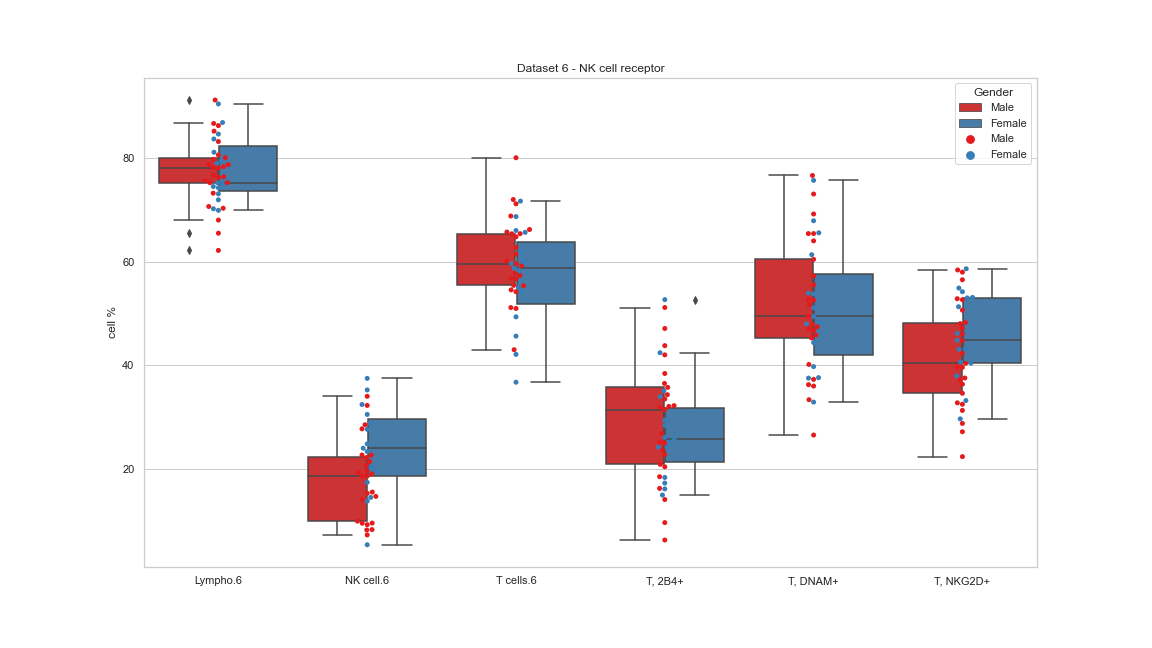 Dataset 6 - NK cell receptor
Gender
Male
Female
Male
Female
cell %
80
60
40
20
Lympho.6
NK cell.6
T cells.6
T, 2B4+
T, DNAM+
T, NKG2D+